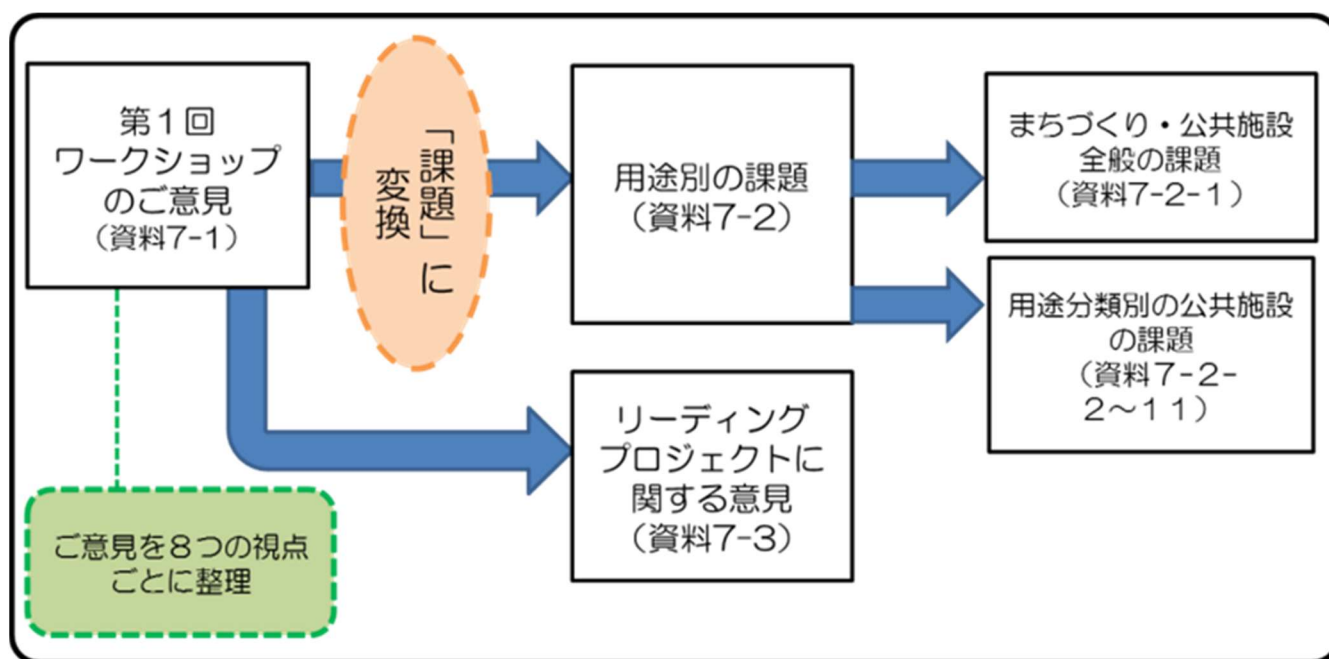 第１回
ワークショップ
のご意見
（資料7-1）
「課題」に
変換
用途別の課題
（資料7-2）
まちづくり・公共施設
全般の課題
（資料7-2-1）
用途分類別の公共施設
の課題
（資料７-２-
２～１１）
リーディング
プロジェクトに
関する意見
（資料7-3）
ご意見を８つの視点
ごとに整理